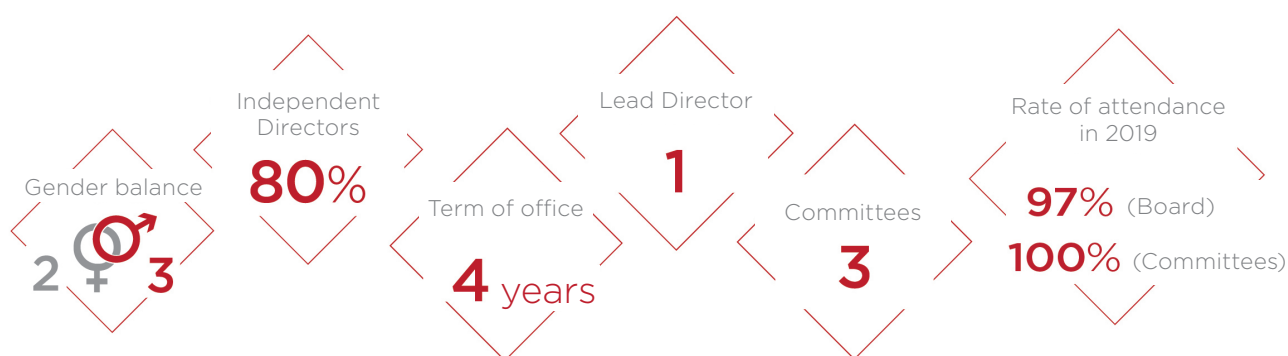 Gender balance
2 3
Independent
Directors
80%
Term of office
4 years
Lead Director
1
Committees
3
Rate of attendance
in 2019
97% (Board)
100% (Committees)